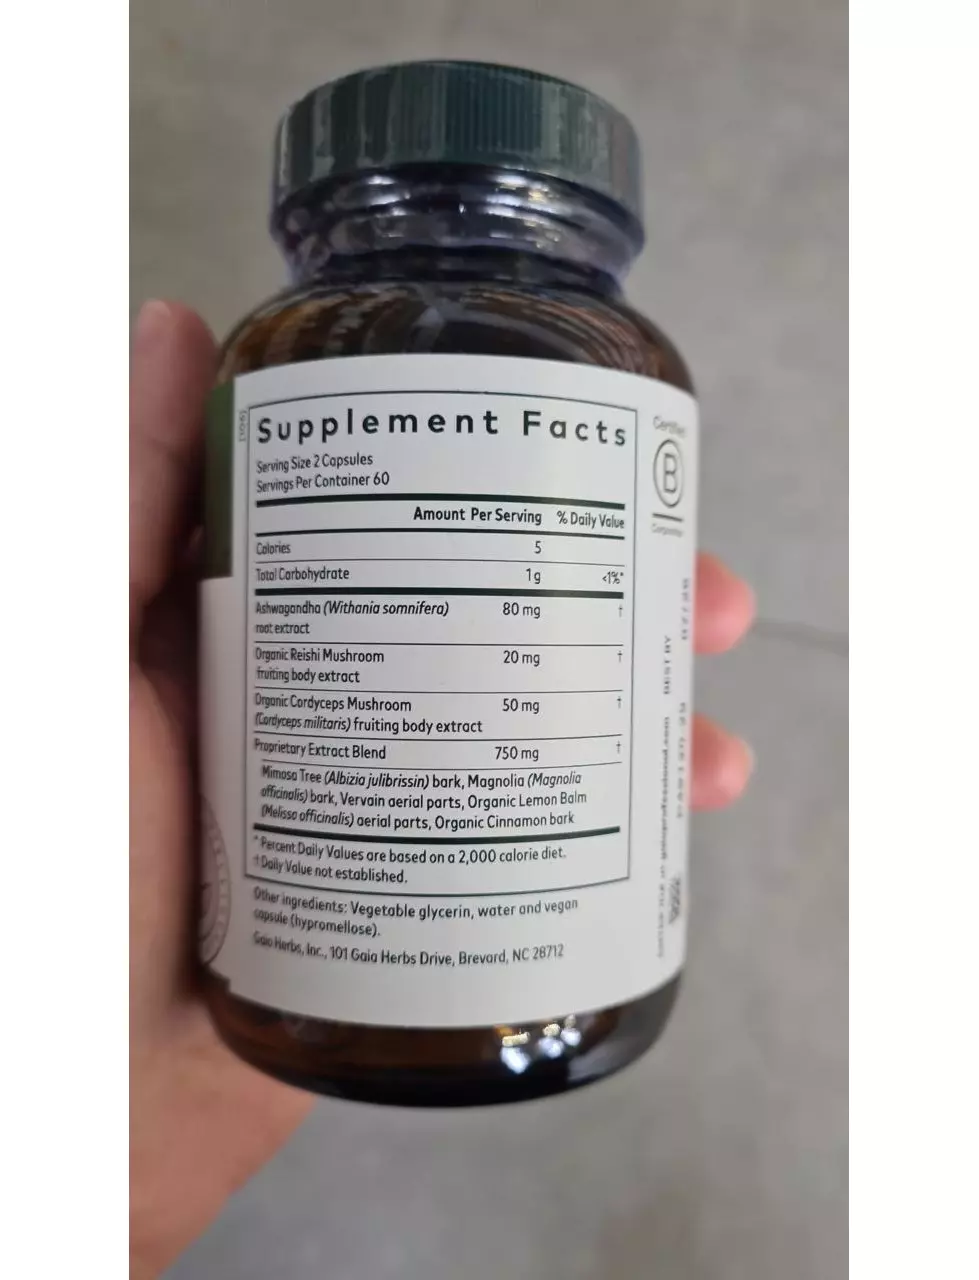 [106]
Supplement Facts
Serving Size 2 Capsules
Servings Per Container 60
Amount Per Serving % Daily Value
Calories 5
Total Carbohydrate 1g <1%*
Ashwagandha (Withania somnifera) 80 mg †
root extract
Organic Reishi Mushroom 20 mg †
fruiting body extract
Organic Cordyceps Mushroom 50 mg †
(Cordyceps militaris) fruiting body extract
Proprietary Extract Blend 750 mg †
Mimosa Tree (Albizia julibrissin) bark, Magnolia (Magnolia
officinalis) bark, Vervain aerial parts, Organic Lemon Balm
(Melissa officinalis) aerial parts, Organic Cinnamon bark
* Percent Daily Values are based on a 2,000 calorie diet.
† Daily Value not established.
Other ingredients: Vegetable glycerin, water and vegan
capsule (hypromellose).
Gaia Herbs, Inc., 101 Gaia Herbs Drive, Brevard, NC 28712
Certified
B
Corporation
BEST BY
gaiaprofessional.com